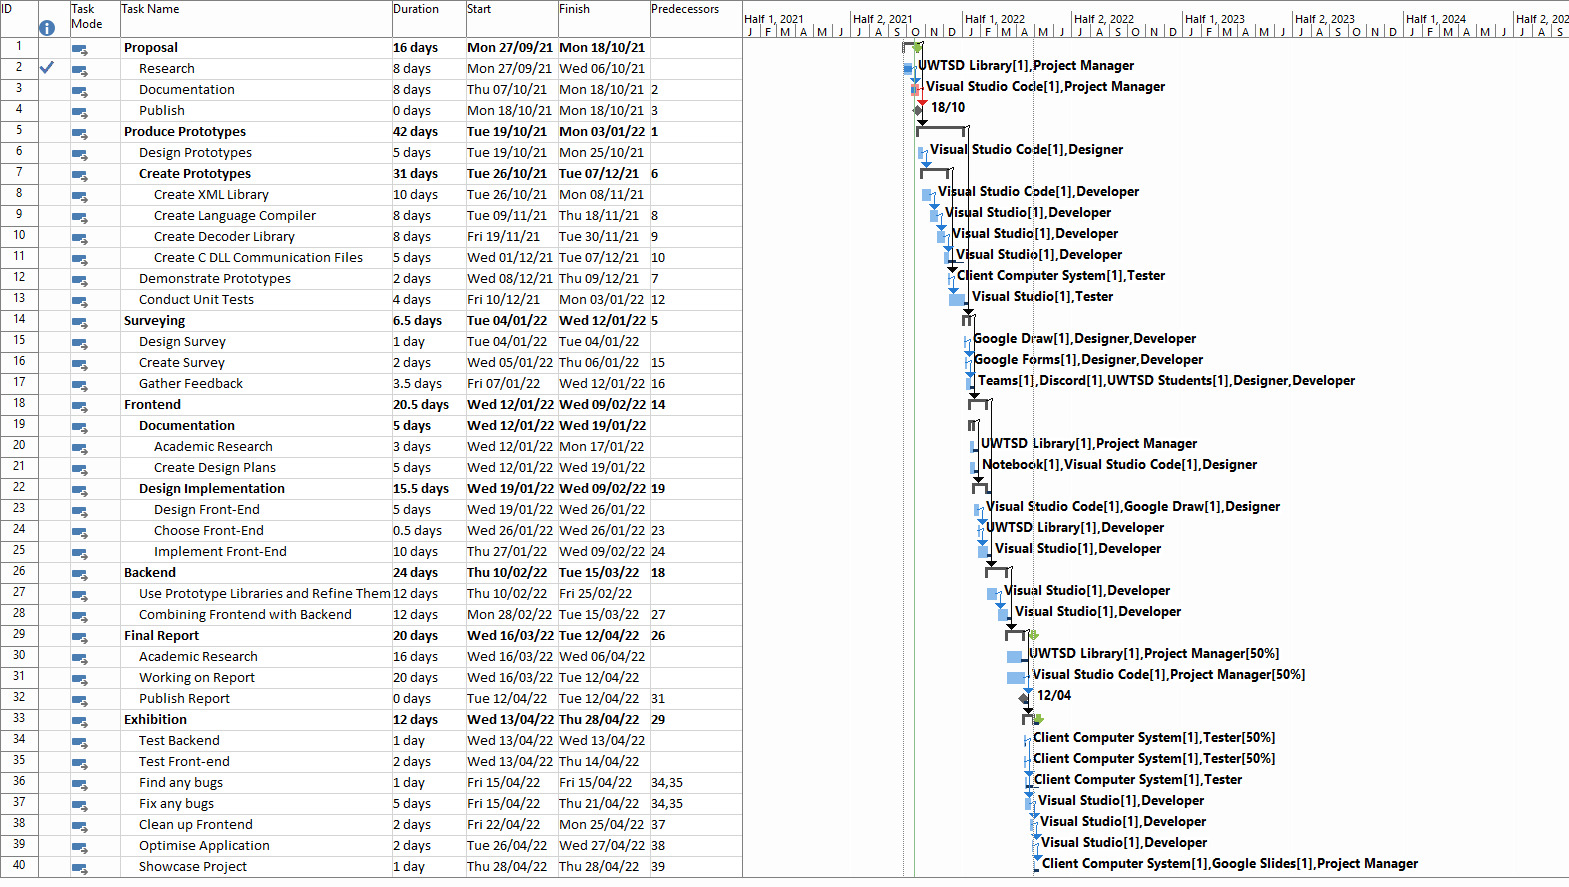 ID Task Mode Task Name Duration Start Finish Predecessors
Half 1, 2021 Half 2, 2021 Half 1, 2022 Half 2, 2022 Half 1, 2023 Half 2, 2023 Half 1, 2024 Half 2, 202
J F M A M J J A S O N D J F M A M J J A S O N D J F M A M J J A S O N D J F M A M J J A S
1 Proposal 16 days Mon 27/09/21 Mon 18/10/21
2 Research 8 days Mon 27/09/21 Wed 06/10/21 UWTSD Library[1],Project Manager
3 Documentation 8 days Thu 07/10/21 Mon 18/10/21 2 Visual Studio Code[1],Project Manager
4 Publish 0 days Mon 18/10/21 Mon 18/10/21 3 18/10
5 Produce Prototypes 42 days Tue 19/10/21 Mon 03/01/22 1
6 Design Prototypes 5 days Tue 19/10/21 Mon 25/10/21 Visual Studio Code[1],Designer
7 Create Prototypes 31 days Tue 26/10/21 Tue 07/12/21 6
8 Create XML Library 10 days Tue 26/10/21 Mon 08/11/21 Visual Studio Code[1],Developer
9 Create Language Compiler 8 days Tue 09/11/21 Thu 18/11/21 8 Visual Studio[1],Developer
10 Create Decoder Library 8 days Fri 19/11/21 Tue 30/11/21 9 Visual Studio[1],Developer
11 Create C DLL Communication Files 5 days Wed 01/12/21 Tue 07/12/21 10 Visual Studio[1],Developer
12 Demonstrate Prototypes 2 days Wed 08/12/21 Thu 09/12/21 7 Client Computer System[1],Tester
13 Conduct Unit Tests 4 days Fri 10/12/21 Mon 03/01/22 12 Visual Studio[1],Tester
14 Surveying 6.5 days Tue 04/01/22 Wed 12/01/22 5
15 Design Survey 1 day Tue 04/01/22 Tue 04/01/22 Google Draw[1],Designer,Developer
16 Create Survey 2 days Wed 05/01/22 Thu 06/01/22 15 Google Forms[1],Designer,Developer
17 Gather Feedback 3.5 days Fri 07/01/22 Wed 12/01/22 16 Teams[1],Discord[1],UWTSD Students[1],Designer,Developer
18 Frontend 20.5 days Wed 12/01/22 Wed 09/02/22 14
19 Documentation 5 days Wed 12/01/22 Wed 19/01/22
20 Academic Research 3 days Wed 12/01/22 Mon 17/01/22 UWTSD Library[1],Project Manager
21 Create Design Plans 5 days Wed 12/01/22 Wed 19/01/22 Notebook[1],Visual Studio Code[1],Designer
22 Design Implementation 15.5 days Wed 19/01/22 Wed 09/02/22 19
23 Design Front-End 5 days Wed 19/01/22 Wed 26/01/22 Visual Studio Code[1],Google Draw[1],Designer
24 Choose Front-End 0.5 days Wed 26/01/22 Wed 26/01/22 23 UWTSD Library[1],Developer
25 Implement Front-End 10 days Thu 27/01/22 Wed 09/02/22 24 Visual Studio[1],Developer
26 Backend 24 days Thu 10/02/22 Tue 15/03/22 18
27 Use Prototype Libraries and Refine Them 12 days Thu 10/02/22 Fri 25/02/22 Visual Studio[1],Developer
28 Combining Frontend with Backend 12 days Mon 28/02/22 Tue 15/03/22 27 Visual Studio[1],Developer
29 Final Report 20 days Wed 16/03/22 Tue 12/04/22 26
30 Academic Research 16 days Wed 16/03/22 Wed 06/04/22 UWTSD Library[1],Project Manager[50%]
31 Working on Report 20 days Wed 16/03/22 Tue 12/04/22 Visual Studio Code[1],Project Manager[50%]
32 Publish Report 0 days Tue 12/04/22 Tue 12/04/22 31 12/04
33 Exhibition 12 days Wed 13/04/22 Thu 28/04/22 29
34 Test Backend 1 day Wed 13/04/22 Wed 13/04/22 Client Computer System[1],Tester[50%]
35 Test Front-end 2 days Wed 13/04/22 Thu 14/04/22 Client Computer System[1],Tester[50%]
36 Find any bugs 1 day Fri 15/04/22 Fri 15/04/22 34,35 Client Computer System[1],Tester
37 Fix any bugs 5 days Fri 15/04/22 Thu 21/04/22 34,35 Visual Studio[1],Developer
38 Clean up Frontend 2 days Fri 22/04/22 Mon 25/04/22 37 Visual Studio[1],Developer
39 Optimise Application 2 days Tue 26/04/22 Wed 27/04/22 38 Visual Studio[1],Developer
40 Showcase Project 1 day Thu 28/04/22 Thu 28/04/22 39 Client Computer System[1],Google Slides[1],Project Manager